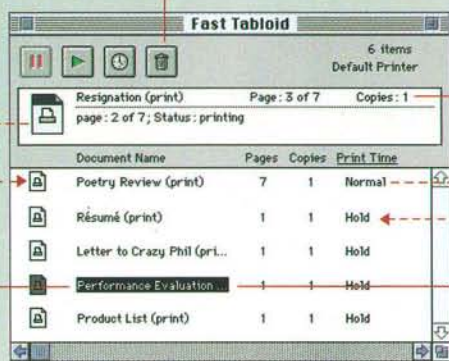 Fast Tabloid
6 items
Default Printer
Resignation (print) Page: 3 of 7 Copies: 1
page: 2 of 7; Status: printing
Document Name Pages Copies Print Time
Poetry Review (print) 7 1 Normal
Résumé (print) 1 1 Hold
Letter to Crazy Phil (pri... 1 1 Hold
Performance Evaluation ... 1 1 Hold
Product List (print) 1 1 Hold